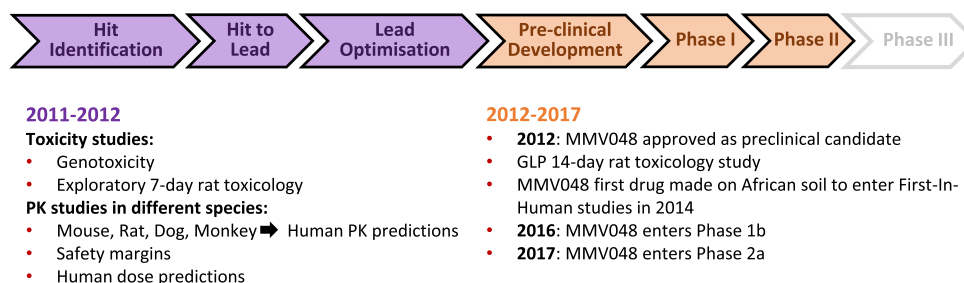 Hit
Identification
Hit to
Lead
Lead
Optimisation
Pre-clinical
Development
Phase I
Phase II
Phase III
2011-2012
Toxicity studies:
• Genotoxicity
• Exploratory 7-day rat toxicology
PK studies in different species:
• Mouse, Rat, Dog, Monkey ➡ Human PK predictions
• Safety margins
• Human dose predictions
2012-2017
• 2012: MMV048 approved as preclinical candidate
• GLP 14-day rat toxicology study
• MMV048 first drug made on African soil to enter First-In-
Human studies in 2014
• 2016: MMV048 enters Phase 1b
• 2017: MMV048 enters Phase 2a